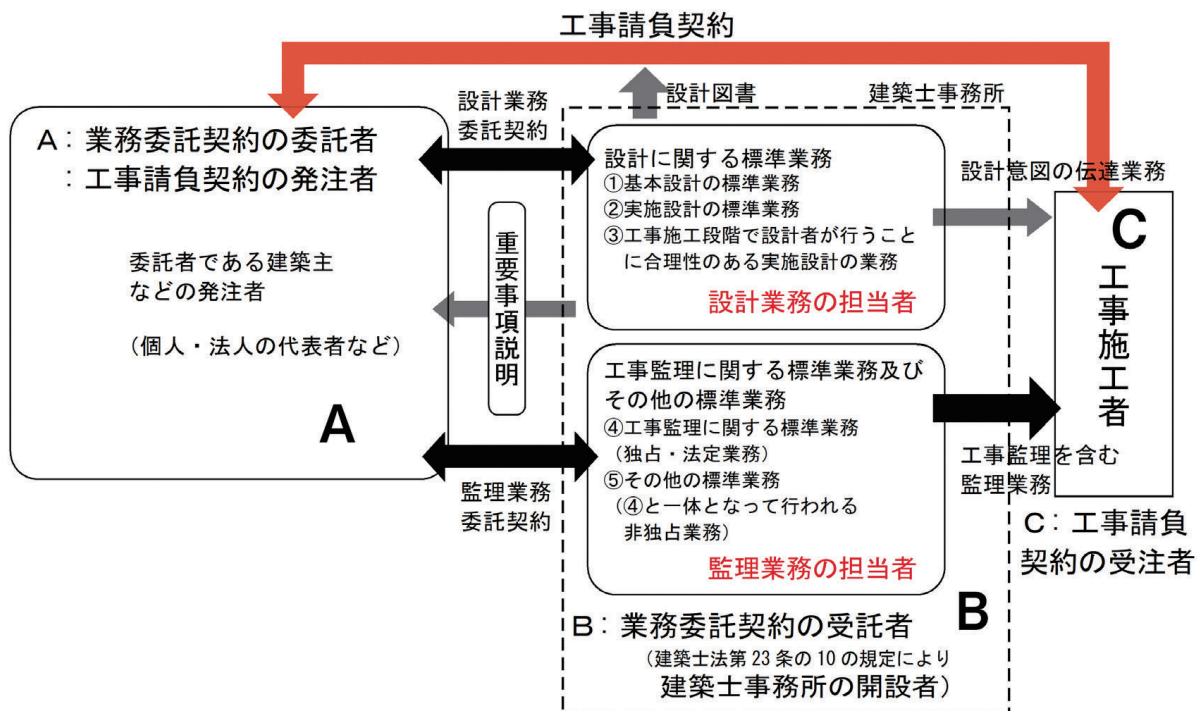 工事請負契約
設計業務
委託契約
設計図書
建築士事務所
A：業務委託契約の委託者
：工事請負契約の発注者
委託者である建築主
などの発注者
（個人・法人の代表者など）
A
重要事項説明
監理業務
委託契約
設計に関する標準業務
①基本設計の標準業務
②実施設計の標準業務
③工事施工段階で設計者が行うこと
に合理性のある実施設計の業務
設計業務の担当者
工事監理に関する標準業務及び
その他の標準業務
④工事監理に関する標準業務
（独占・法定業務）
⑤その他の標準業務
（④と一体となって行われる
非独占業務）
監理業務の担当者
B
B：業務委託契約の受託者
（建築士法第23条の10の規定により
建築士事務所の開設者）
設計意図の伝達業務
C
工事施工者
工事監理を含む
監理業務
C：工事請負
契約の受注者